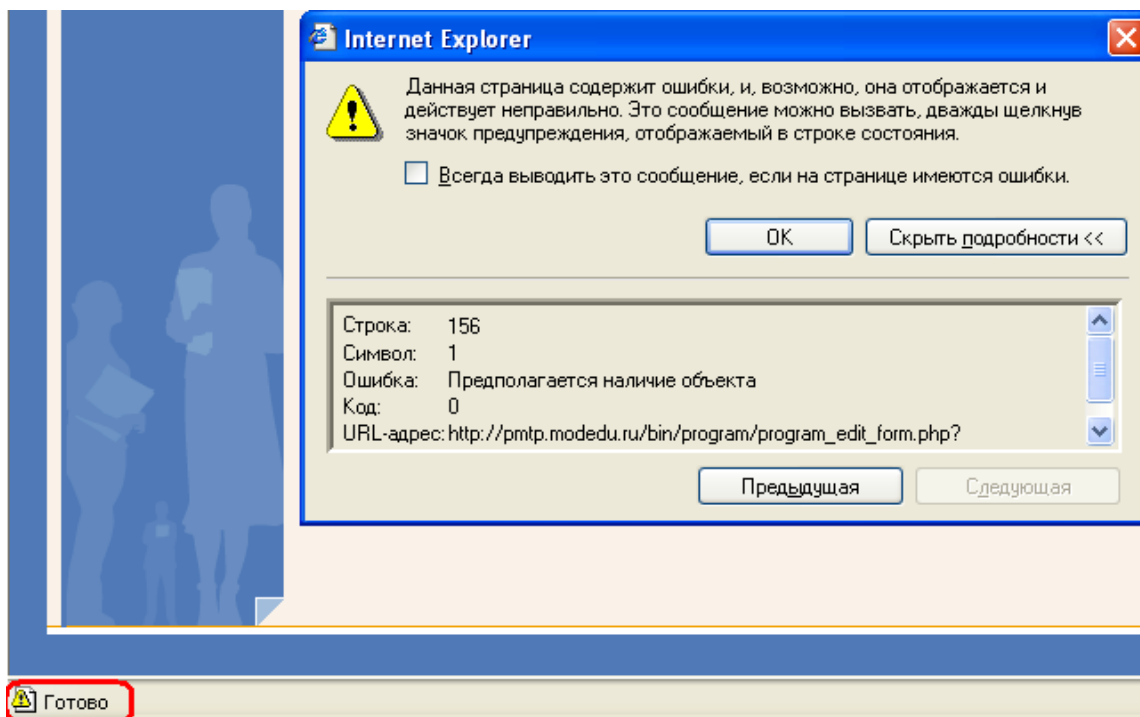 Internet Explorer
Данная страница содержит ошибки, и, возможно, она отображается и
действует неправильно. Это сообщение можно вызвать, дважды щелкнув
значок предупреждения, отображаемый в строке состояния.
Всегда выводить это сообщение, если на странице имеются ошибки.
OK
Скрыть подробности <<
Строка: 156
Символ: 1
Ошибка: Предполагается наличие объекта
Код: 0
URL-адрес: http://pmtp.modedu.ru/bin/program/program_edit_form.php?
Предыдущая
Следующая
Готово